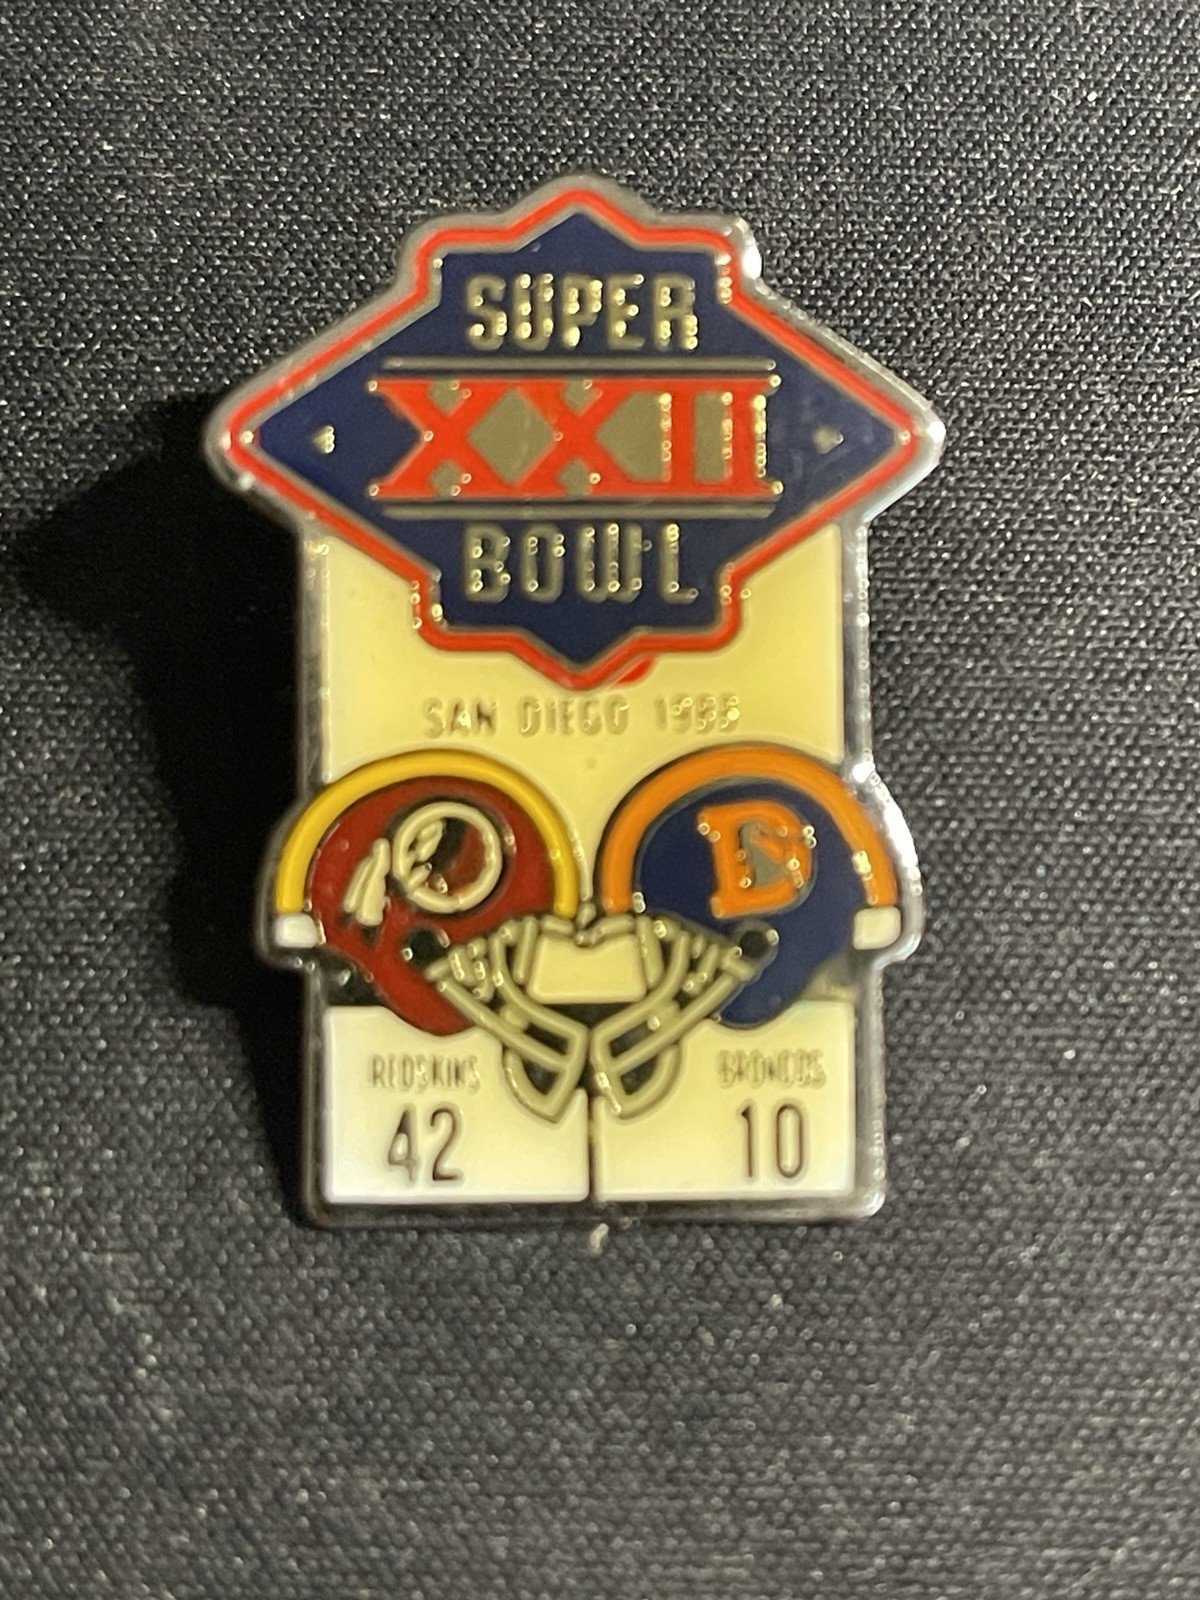 SUPER
XXII
BOWL
SAN DIEGO 1988
D
REDSKINS
BRONCOS
42
10